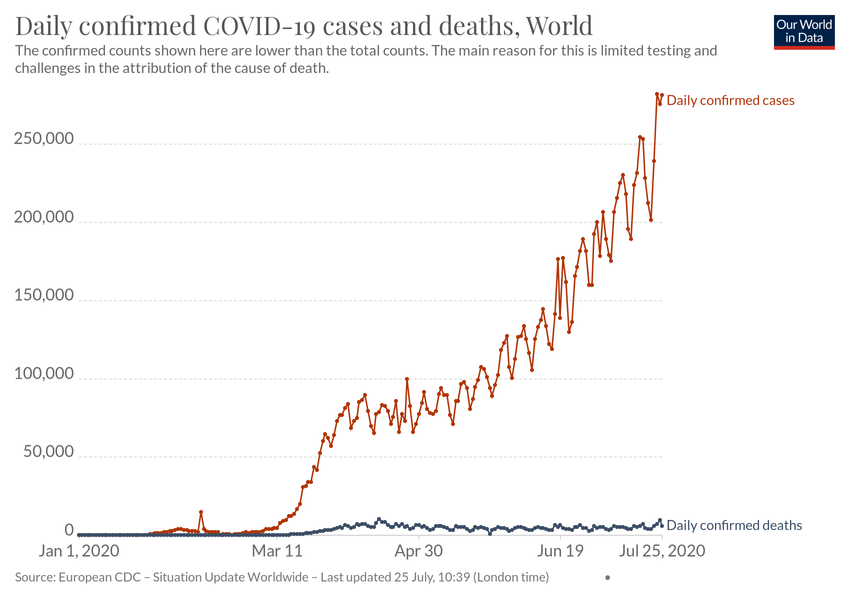 Daily confirmed COVID-19 cases and deaths, World
Our World
in Data
The confirmed counts shown here are lower than the total counts. The main reason for this is limited testing and
challenges in the attribution of the cause of death.
Daily confirmed cases
250,000
200,000
150,000
100,000
50,000
0
Daily confirmed deaths
Jan 1, 2020
Mar 11
Apr 30
Jun 19
Jul 25, 2020
Source: European CDC – Situation Update Worldwide – Last updated 25 July, 10:39 (London time)